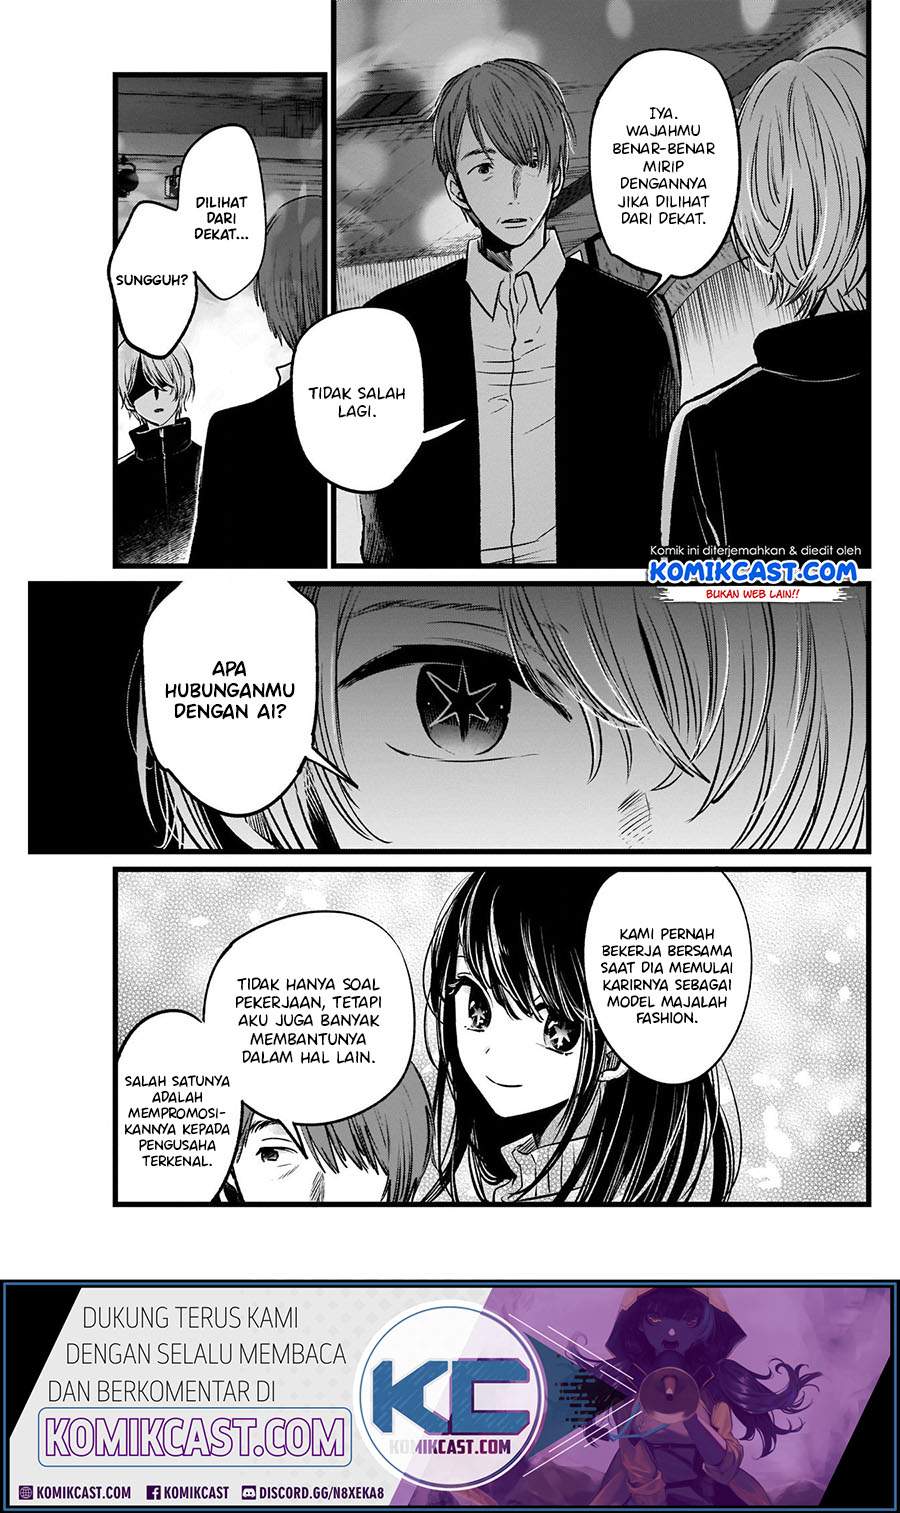 IYA.
WAJAHMU
BENAR-BENAR
MIRIP
DENGANNYA
JIKA DILIHAT
DARI DEKAT.
TIDAK SALAH
LAGI.
DILIHAT
DARI
DEKAT...
SUNGGUH?
Komik ini diterjemahkan & diedit oleh
KOMIKCAST.COM
BUKAN WEB LAIN!!
APA
HUBUNGANMU
DENGAN AI?
KAMI PERNAH
BEKERJA BERSAMA
SAAT DIA MEMULAI
KARIRNYA SEBAGAI
MODEL MAJALAH
FASHION.
TIDAK HANYA SOAL
PEKERJAAN, TETAPI
AKU JUGA BANYAK
MEMBANTUNYA
DALAM HAL LAIN.
SALAH SATUNYA
ADALAH
MEMPROMOSI-
KANNYA KEPADA
PENGUSAHA
TERKENAL.
DUKUNG TERUS KAMI
DENGAN SELALU MEMBACA
DAN BERKOMENTAR DI
KOMIKCAST.COM
KC
KOMIKCAST.COM
KOMIKCAST.COM
KOMIKCAST
DISCORD.GG/N8XEKA8